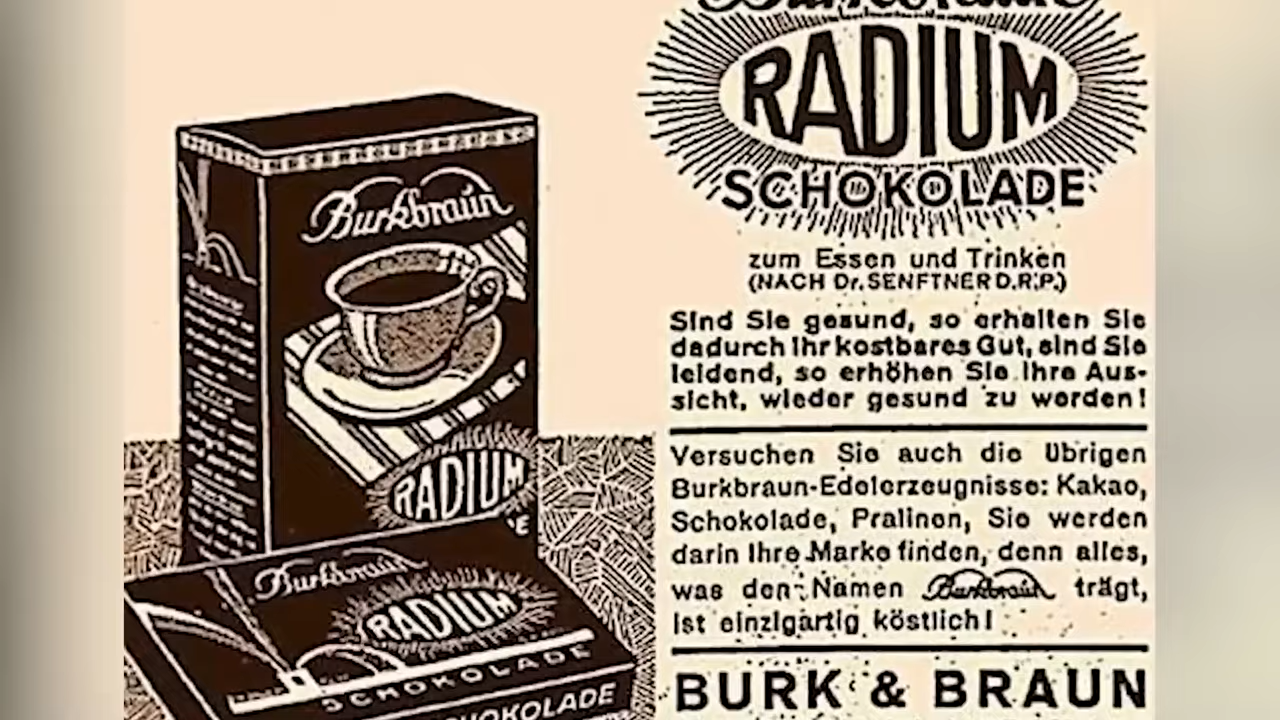 Burkbraun
RADIUM
SCHOKOLADE
zum Essen und Trinken
(NACH Dr. SENFTNER D.R.P.)
Sind Sie gesund, so erhalten Sie
dadurch Ihr kostbares Gut, sind Sie
leidend, so erhöhen Sie Ihre Aus-
sicht, wieder gesund zu werden!
Versuchen Sie auch die übrigen
Burkbraun-Edelerzeugnisse: Kakao,
Schokolade, Pralinen, Sie werden
darin Ihre Marke finden, denn alles,
was den Namen Burkbraun trägt,
ist einzigartig köstlich!
BURK & BRAUN
Burkbraun
RADIUM
Burkbraun
RADIUM
SCHOKOLADE
SCHOKOLADE